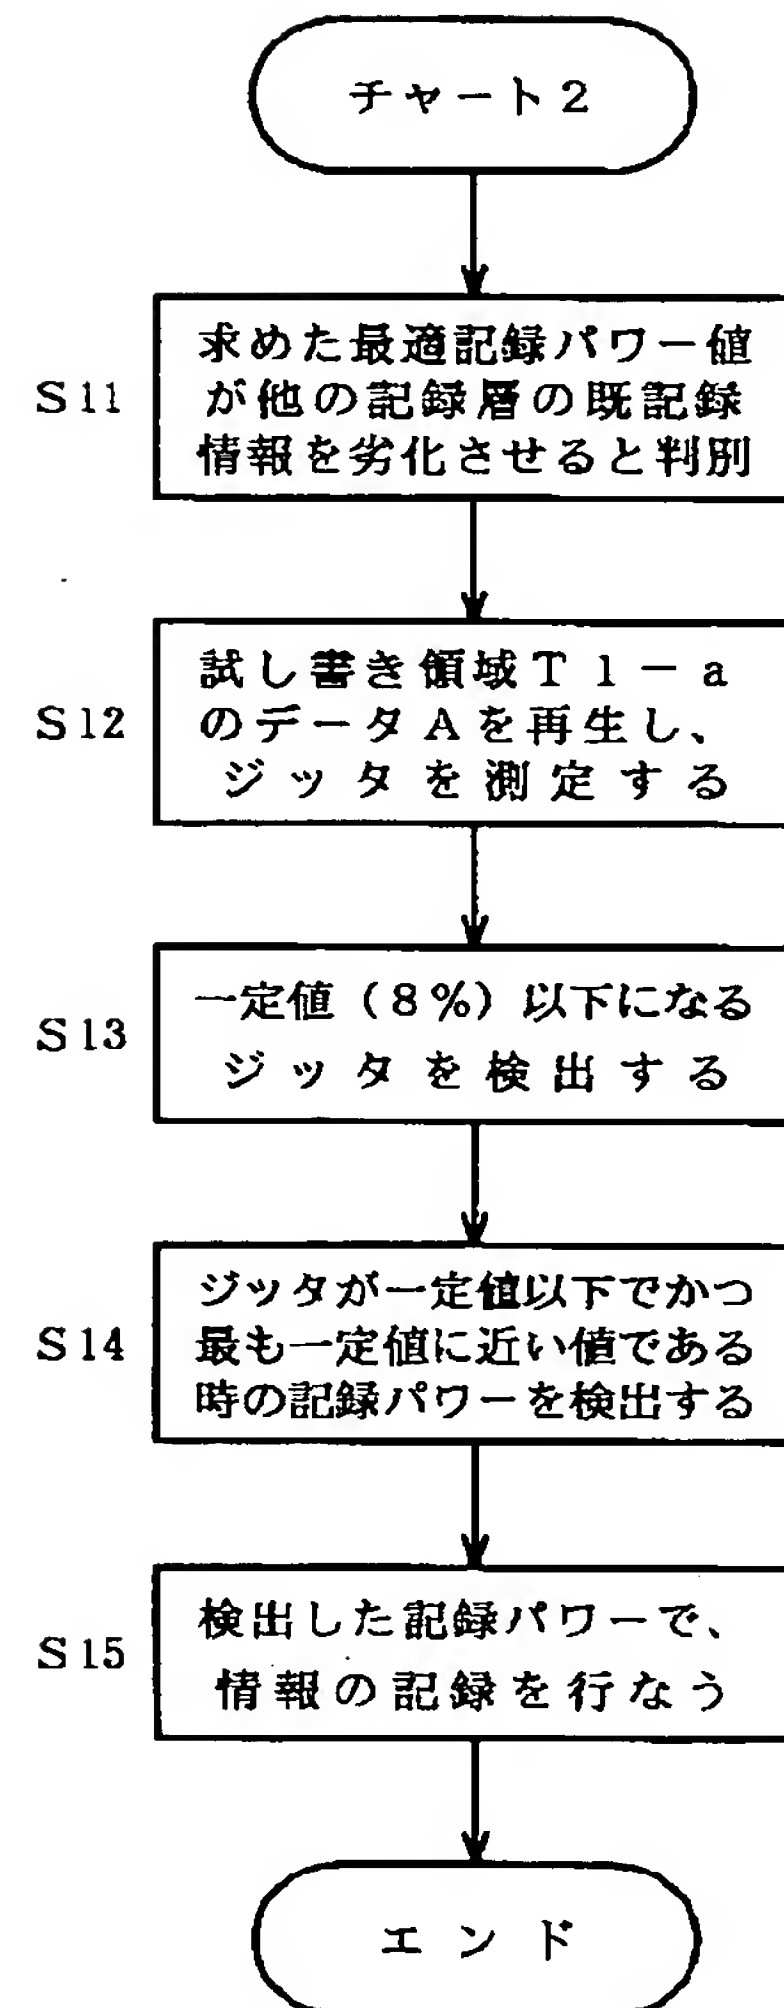 チャート2
S11
求めた最適記録パワー値
が他の記録層の既記録
情報を劣化させると判別
S12
試し書き領域T1-a
のデータAを再生し、
ジッタを測定する
S13
一定値（8%）以下になる
ジッタを検出する
S14
ジッタが一定値以下でかつ
最も一定値に近い値である
時の記録パワーを検出する
S15
検出した記録パワーで、
情報の記録を行なう
エンド